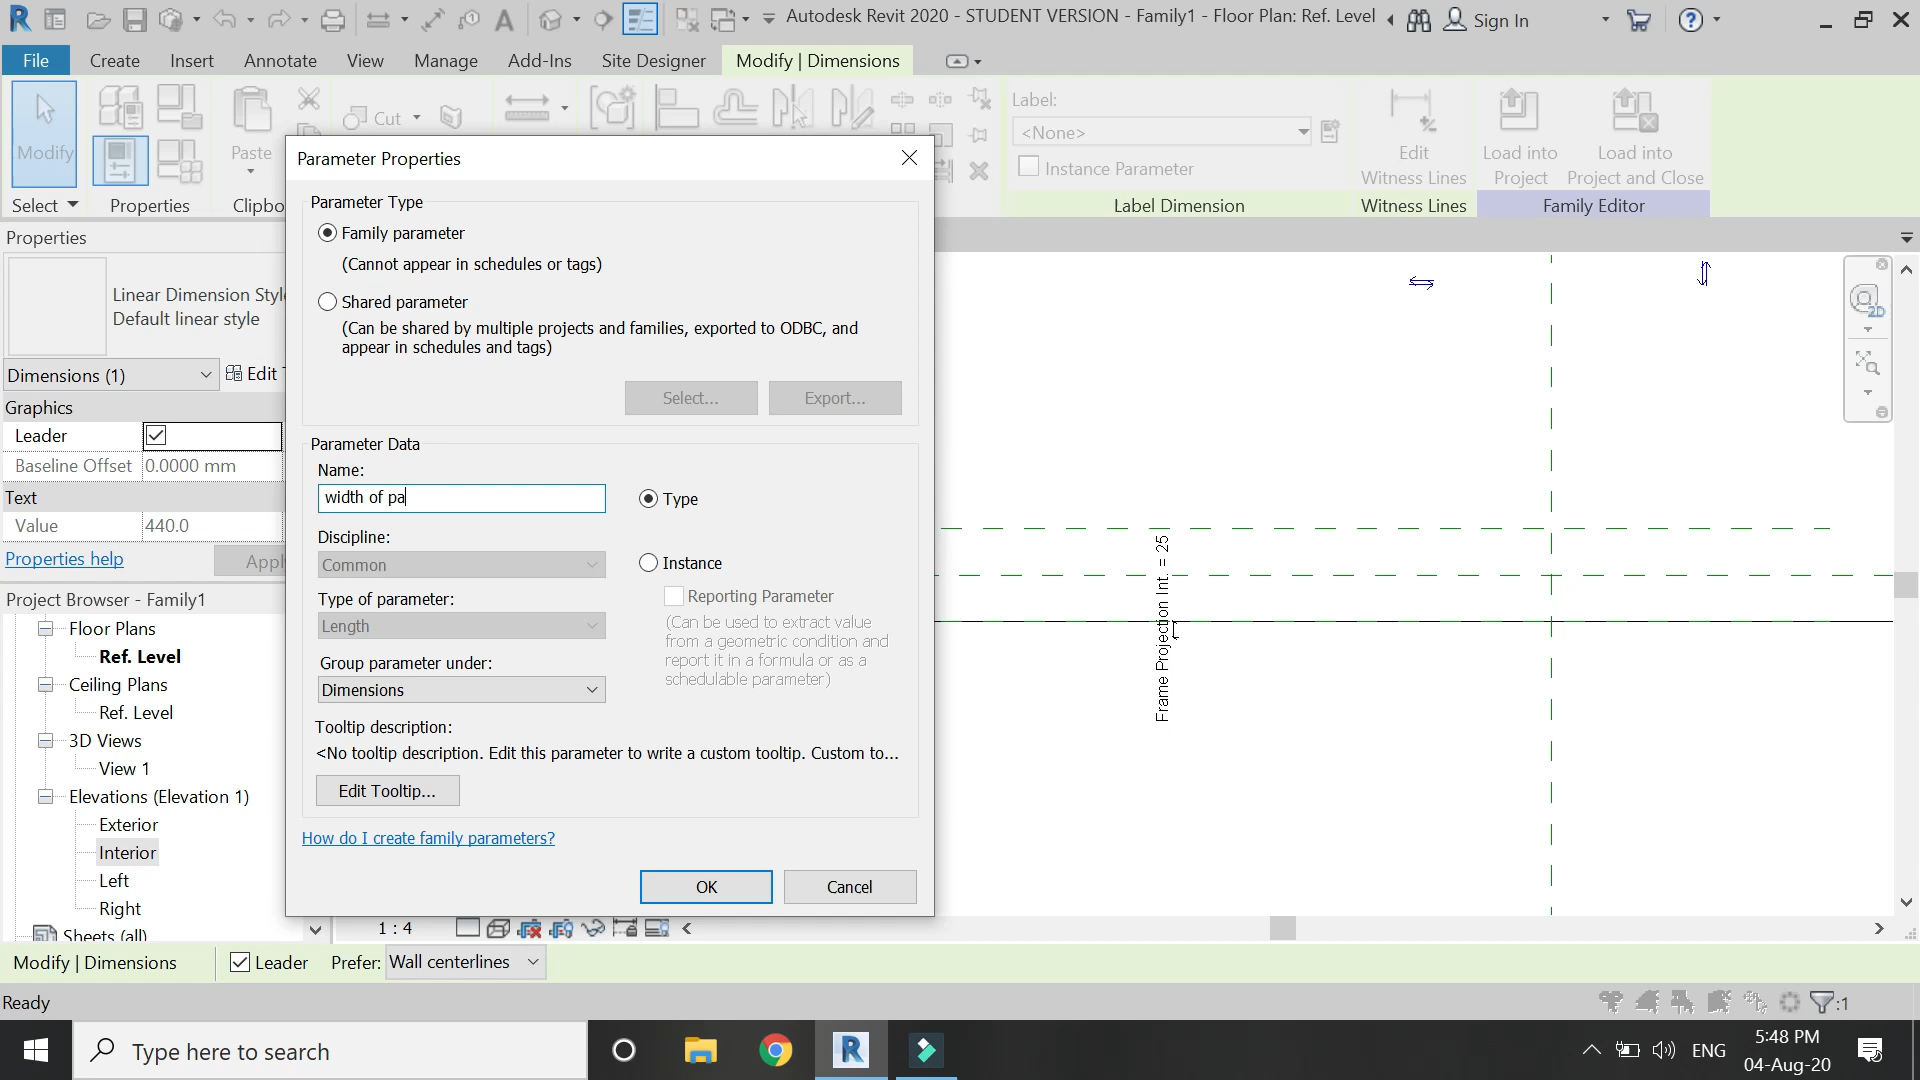 Autodesk Revit 2020 - STUDENT VERSION - Family1 - Floor Plan: Ref. Level
Sign In
File Create Insert Annotate View Manage Add-Ins Site Designer Modify | Dimensions
Modify
Paste
Cut
Label:
<None>
Instance Parameter
Edit
Witness Lines
Load into
Project
Load into
Project and Close
Select Properties Clipbo Label Dimension Witness Lines Family Editor
Properties
Linear Dimension Styl
Default linear style
Dimensions (1)
Edit T
Graphics
Leader
Baseline Offset 0.0000 mm
Text
Value 440.0
Properties help
Appl
Project Browser - Family1
Floor Plans
Ref. Level
Ceiling Plans
Ref. Level
3D Views
View 1
Elevations (Elevation 1)
Exterior
Interior
Left
Right
Sheets (all)
Parameter Properties
Parameter Type
Family parameter
(Cannot appear in schedules or tags)
Shared parameter
(Can be shared by multiple projects and families, exported to ODBC, and
appear in schedules and tags)
Select...
Export...
Parameter Data
Name:
width of pa
Type
Discipline:
Common
Instance
Reporting Parameter
(Can be used to extract value
from a geometric condition and
report it in a formula or as a
schedulable parameter)
Type of parameter:
Length
Group parameter under:
Dimensions
Tooltip description:
<No tooltip description. Edit this parameter to write a custom tooltip. Custom to...
Edit Tooltip...
How do I create family parameters?
OK
Cancel
Frame Projection Int. = 25
2D
1 : 4
Modify | Dimensions
Leader
Prefer: Wall centerlines
Ready
:1
Type here to search
ENG
5:48 PM
04-Aug-20